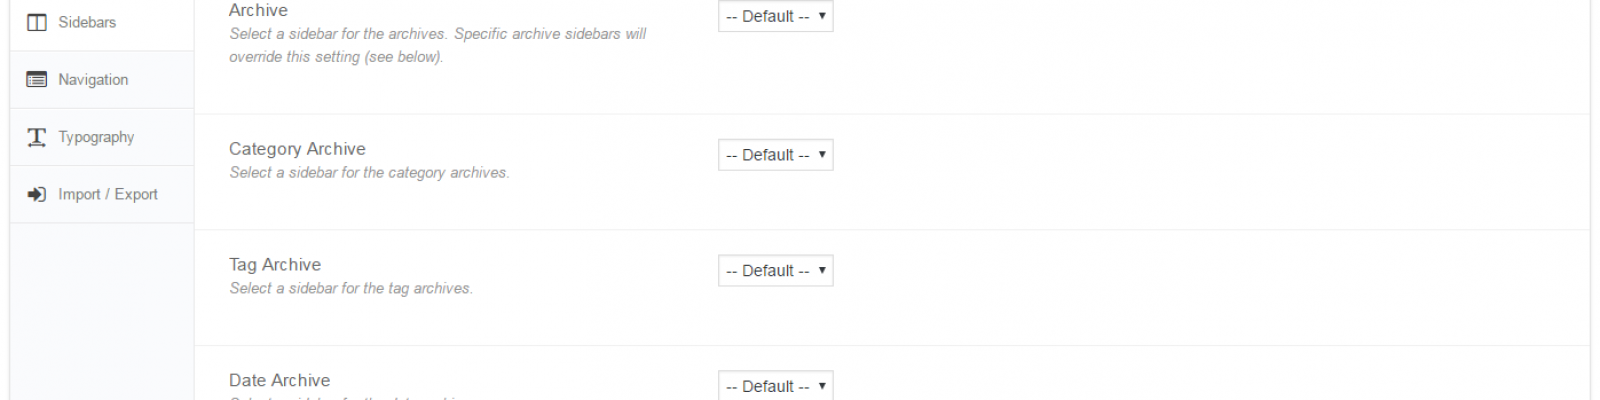 Sidebars
Navigation
Typography
Import / Export
Archive
Select a sidebar for the archives. Specific archive sidebars will
override this setting (see below).
-- Default --
Category Archive
Select a sidebar for the category archives.
-- Default --
Tag Archive
Select a sidebar for the tag archives.
-- Default --
Date Archive
-- Default --